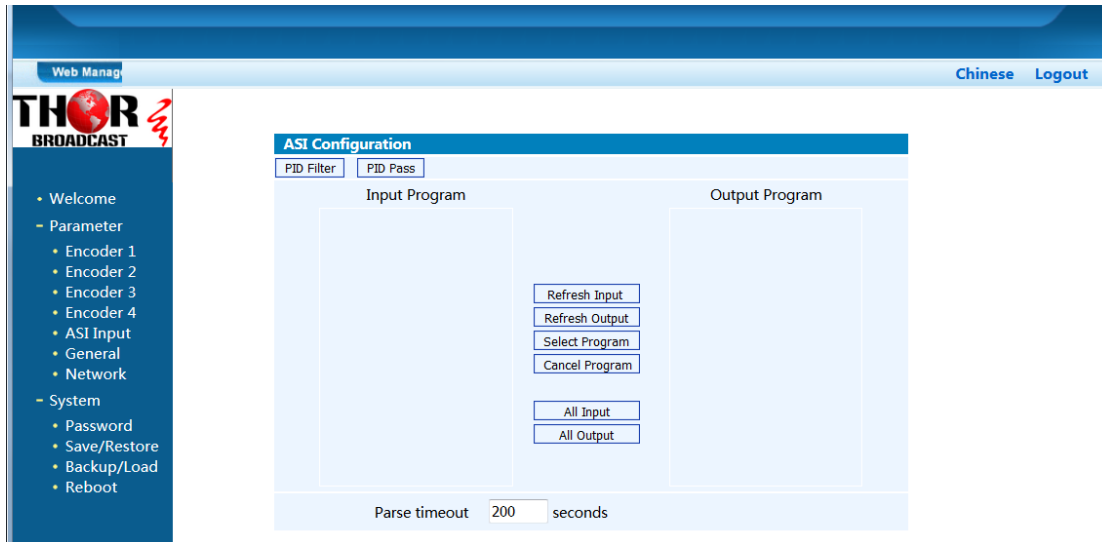 Web Manag
Chinese Logout
THOR
BROADCAST
• Welcome
- Parameter
• Encoder 1
• Encoder 2
• Encoder 3
• Encoder 4
• ASI Input
• General
• Network
- System
• Password
• Save/Restore
• Backup/Load
• Reboot
ASI Configuration
PID Filter PID Pass
Input Program Output Program
Refresh Input
Refresh Output
Select Program
Cancel Program
All Input
All Output
Parse timeout 200 seconds